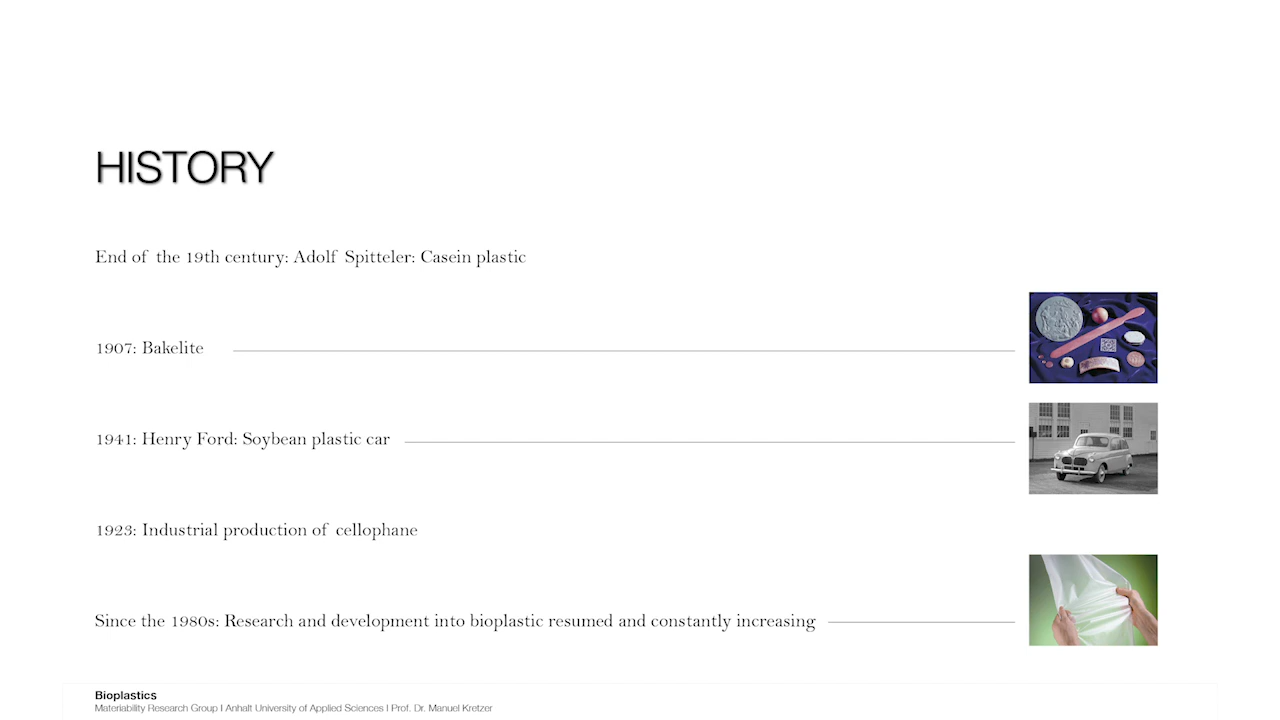 HISTORY
End of the 19th century: Adolf Spitteler: Casein plastic
1907: Bakelite
1941: Henry Ford: Soybean plastic car
1923: Industrial production of cellophane
Since the 1980s: Research and development into bioplastic resumed and constantly increasing
Bioplastics
Materiability Research Group I Anhalt University of Applied Sciences I Prof. Dr. Manuel Kretzer